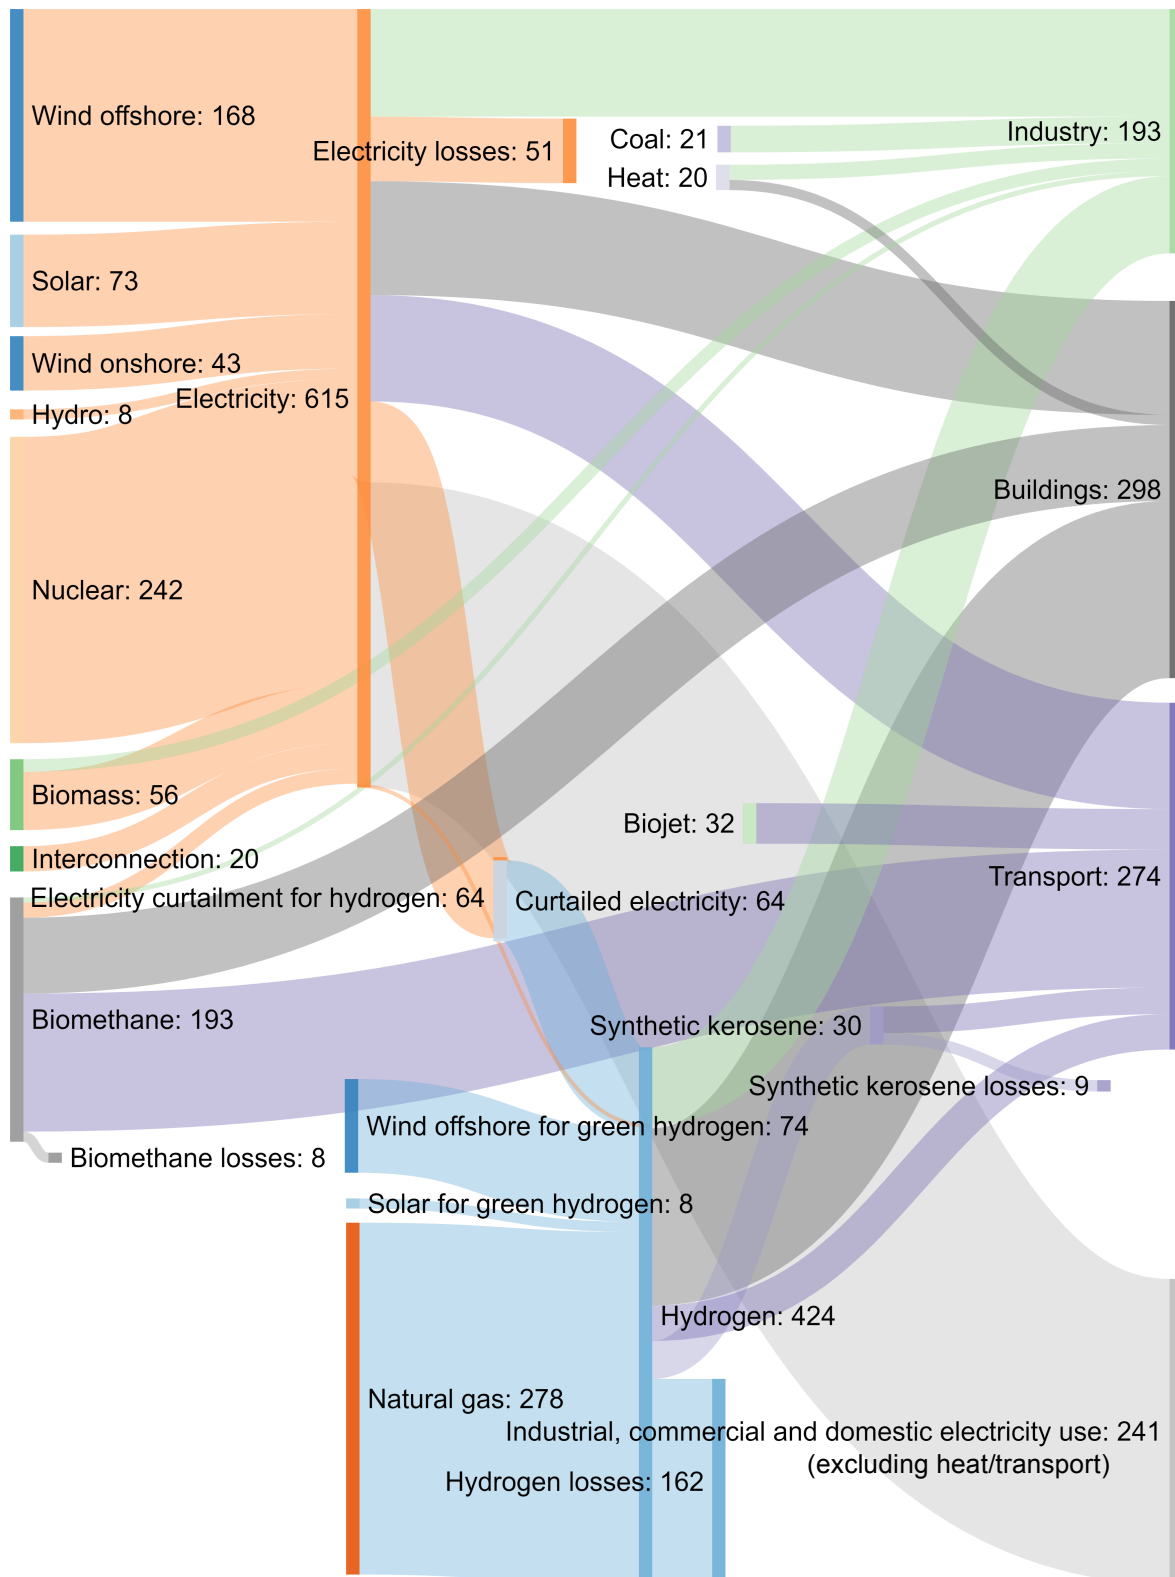 Wind offshore: 168
Electricity losses: 51
Coal: 21
Industry: 193
Heat: 20
Solar: 73
Wind onshore: 43
Electricity: 615
Hydro: 8
Buildings: 298
Nuclear: 242
Biomass: 56
Biojet: 32
Interconnection: 20
Transport: 274
Electricity curtailment for hydrogen: 64
Curtailed electricity: 64
Biomethane: 193
Synthetic kerosene: 30
Synthetic kerosene losses: 9
Wind offshore for green hydrogen: 74
Biomethane losses: 8
Solar for green hydrogen: 8
Hydrogen: 424
Natural gas: 278
Industrial, commercial and domestic electricity use: 241
(excluding heat/transport)
Hydrogen losses: 162